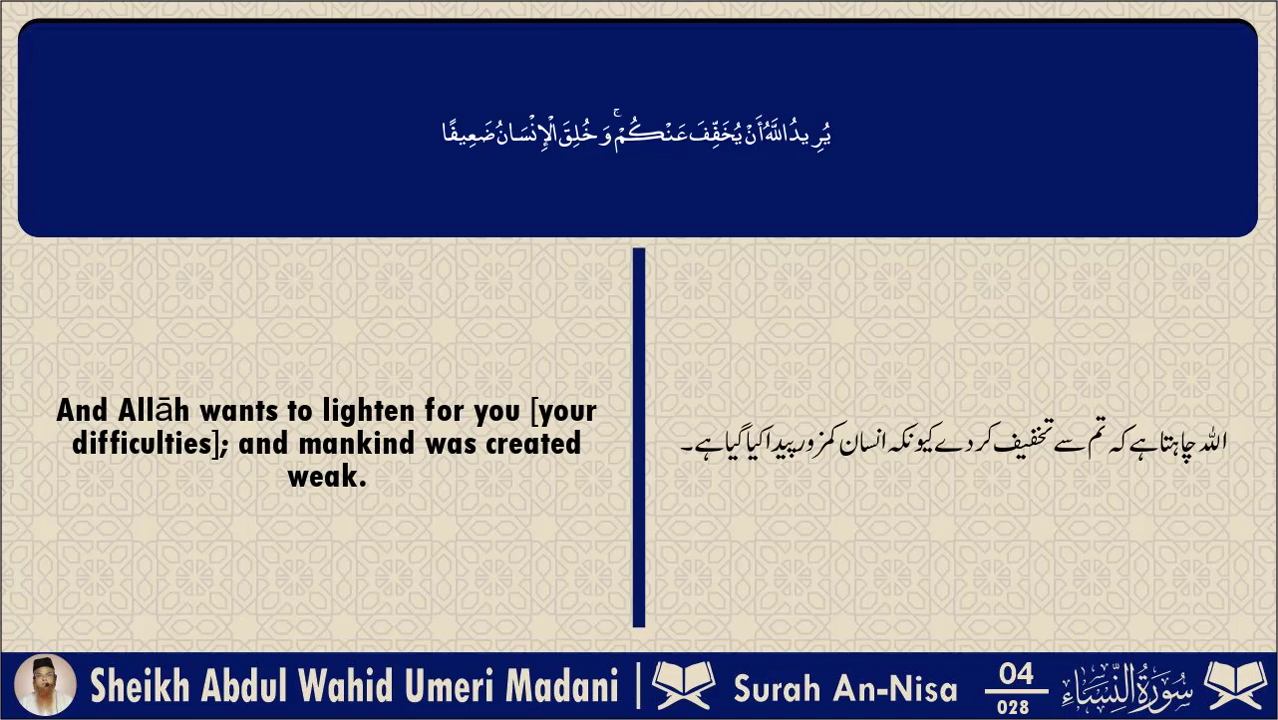 يُرِيدُ اللَّهُ أَنْ يُخَفِّفَ عَنْكُمْ ۚ وَخُلِقَ الْإِنْسَانُ ضَعِيفًا
And Allāh wants to lighten for you [your
difficulties]; and mankind was created
weak.
اللہ چاہتا ہے کہ تم سے تخفیف کر دے کیونکہ انسان کمزور پیدا کیا گیا ہے۔
Sheikh Abdul Wahid Umeri Madani | Surah An-Nisa
04
028
سُورَةُ النِّسَاءِ